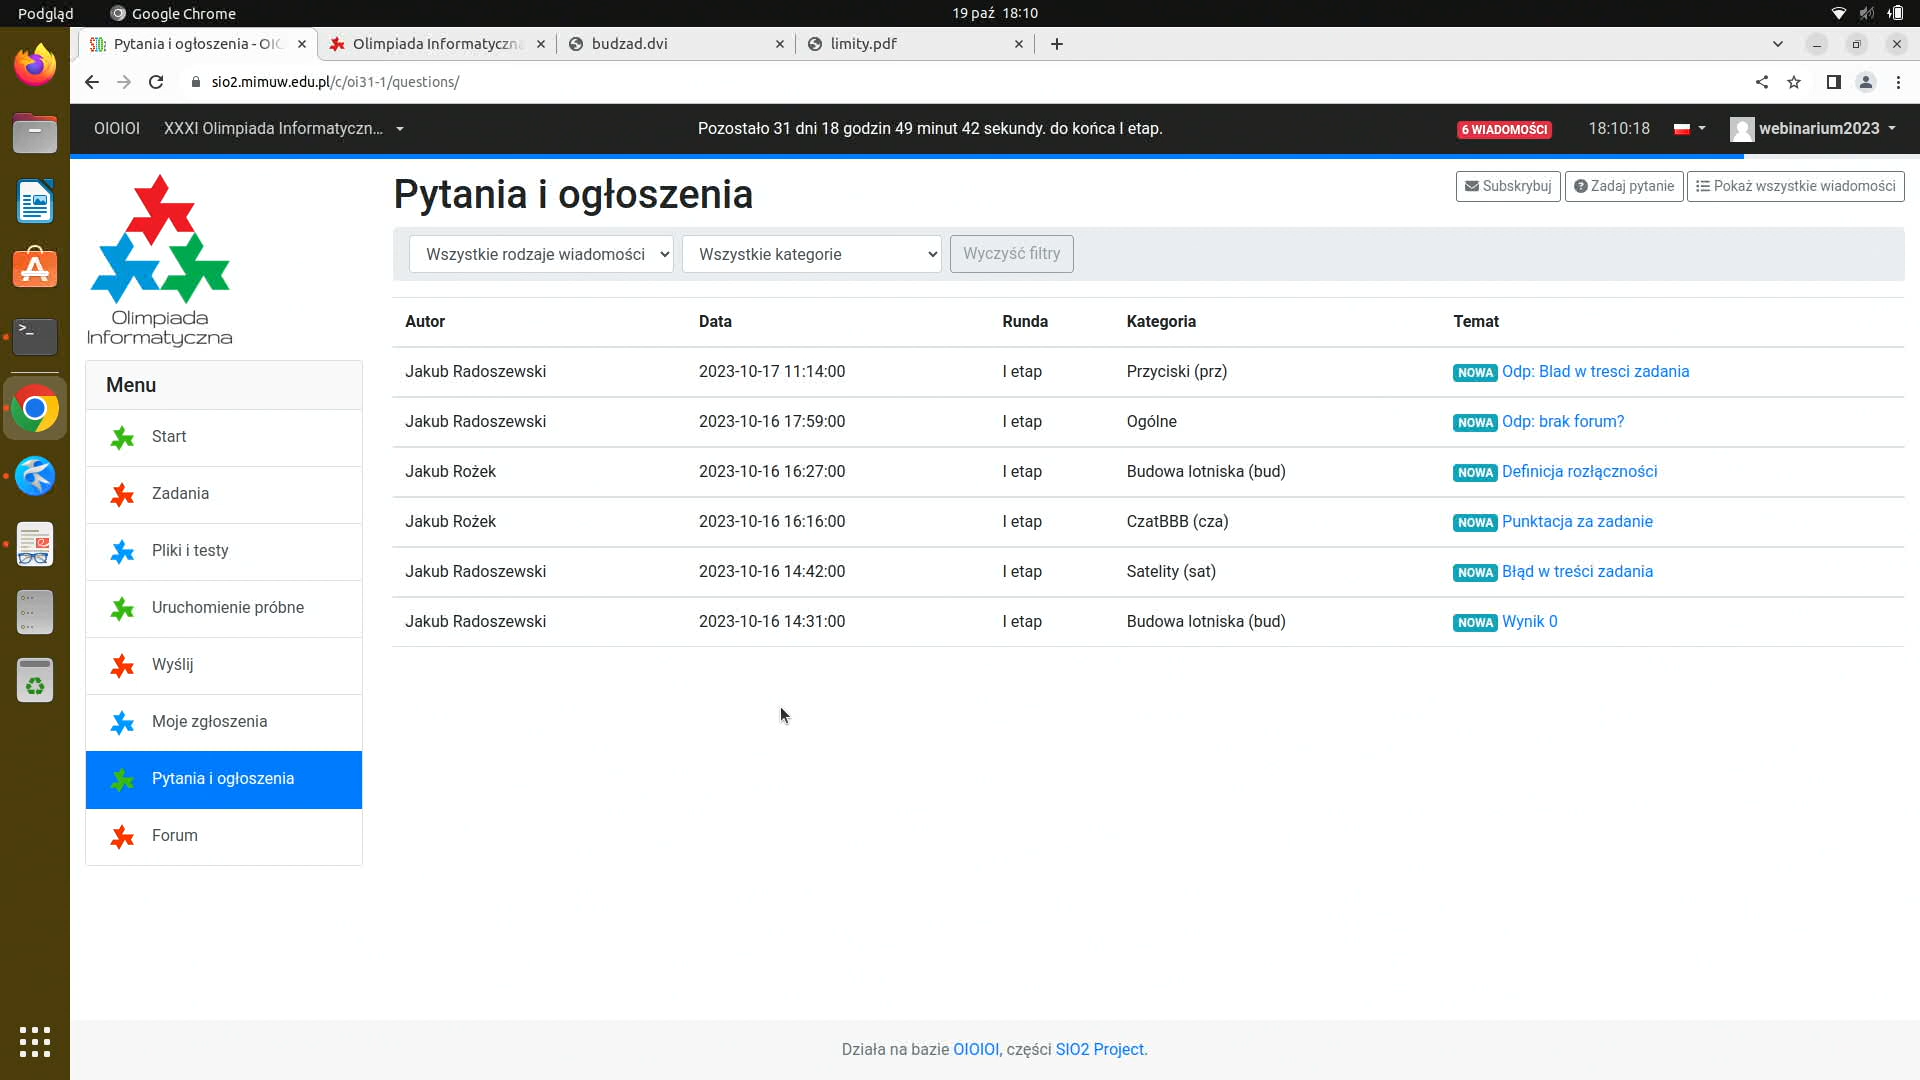 Podgląd Google Chrome 19 paź 18:10
Pytania i ogłoszenia - OIO Olimpiada Informatyczna budzad.dvi limity.pdf
sio2.mimuw.edu.pl/c/oi31-1/questions/
OIOIOI XXXI Olimpiada Informatyczn... Pozostało 31 dni 18 godzin 49 minut 42 sekundy. do końca I etap. 6 WIADOMOŚCI 18:10:18 webinarium2023
Olimpiada
Informatyczna
Pytania i ogłoszenia
Subskrybuj Zadaj pytanie Pokaż wszystkie wiadomości
Wszystkie rodzaje wiadomości Wszystkie kategorie Wyczyść filtry
Autor Data Runda Kategoria Temat
Jakub Radoszewski 2023-10-17 11:14:00 I etap Przyciski (prz) NOWA Odp: Blad w tresci zadania
Jakub Radoszewski 2023-10-16 17:59:00 I etap Ogólne NOWA Odp: brak forum?
Jakub Rożek 2023-10-16 16:27:00 I etap Budowa lotniska (bud) NOWA Definicja rozłączności
Jakub Rożek 2023-10-16 16:16:00 I etap CzatBBB (cza) NOWA Punktacja za zadanie
Jakub Radoszewski 2023-10-16 14:42:00 I etap Satelity (sat) NOWA Błąd w treści zadania
Jakub Radoszewski 2023-10-16 14:31:00 I etap Budowa lotniska (bud) NOWA Wynik 0
Menu
Start
Zadania
Pliki i testy
Uruchomienie próbne
Wyślij
Moje zgłoszenia
Pytania i ogłoszenia
Forum
Działa na bazie OIOIOI, części SIO2 Project.